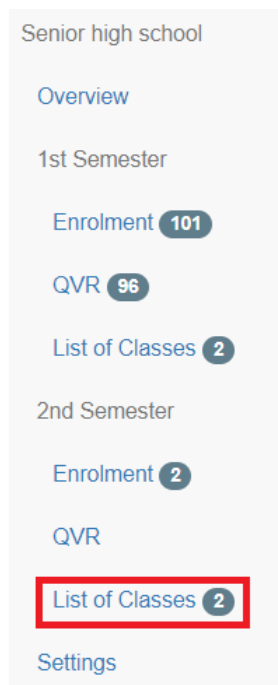 Senior high school
Overview
1st Semester
Enrolment 101
QVR 96
List of Classes 2
2nd Semester
Enrolment 2
QVR
List of Classes 2
Settings